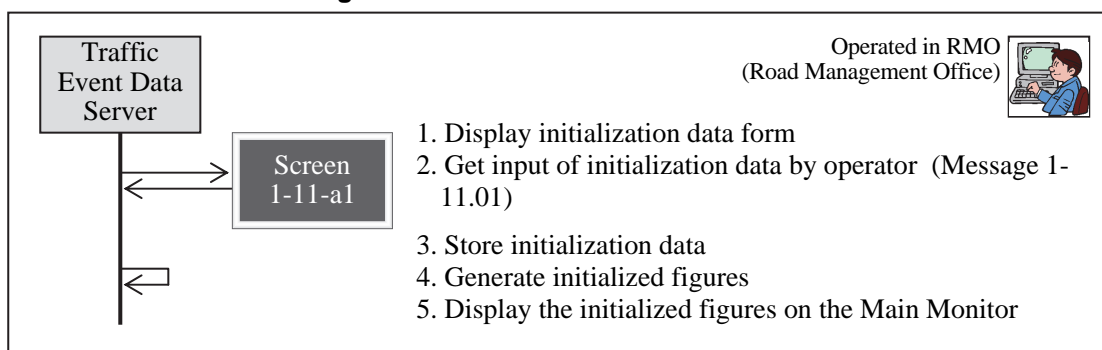 Traffic
Event Data
Server
Operated in RMO
(Road Management Office)
Screen
1-11-a1
1. Display initialization data form
2. Get input of initialization data by operator (Message 1-
11.01)
3. Store initialization data
4. Generate initialized figures
5. Display the initialized figures on the Main Monitor